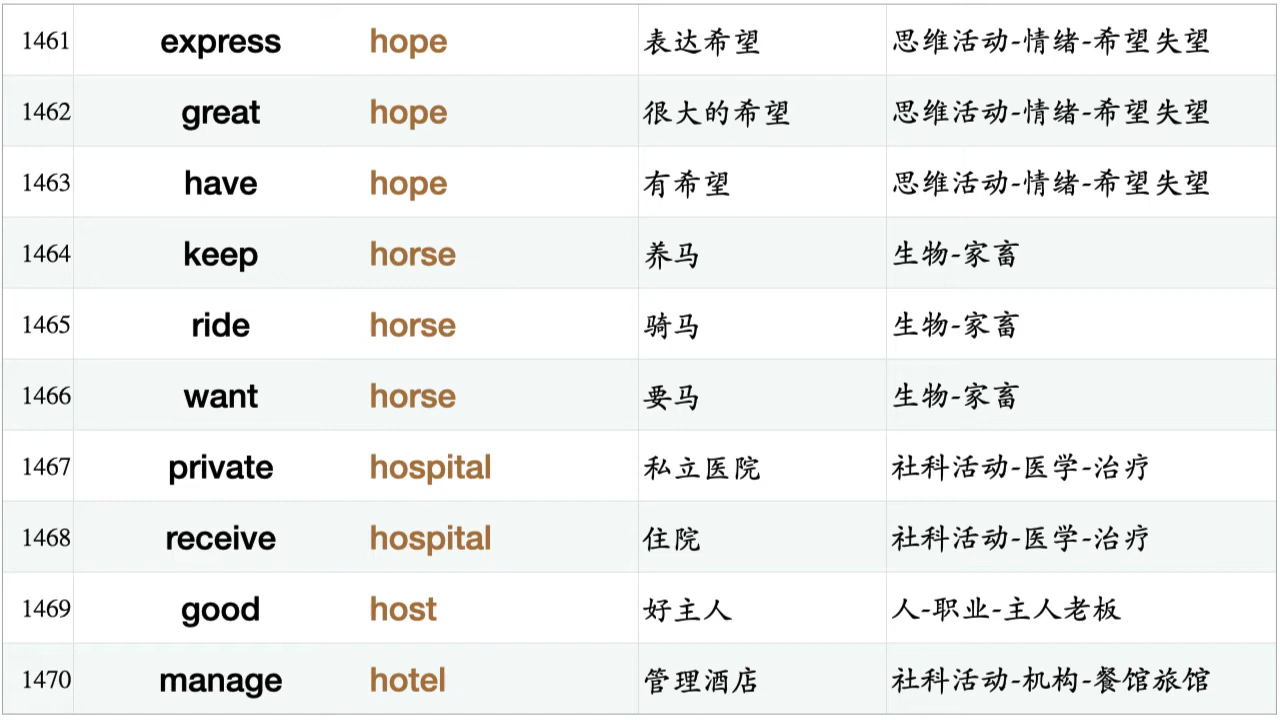 1461 express hope 表达希望 思维活动-情绪-希望失望
1462 great hope 很大的希望 思维活动-情绪-希望失望
1463 have hope 有希望 思维活动-情绪-希望失望
1464 keep horse 养马 生物-家畜
1465 ride horse 骑马 生物-家畜
1466 want horse 要马 生物-家畜
1467 private hospital 私立医院 社科活动-医学-治疗
1468 receive hospital 住院 社科活动-医学-治疗
1469 good host 好主人 人-职业-主人老板
1470 manage hotel 管理酒店 社科活动-机构-餐馆旅馆